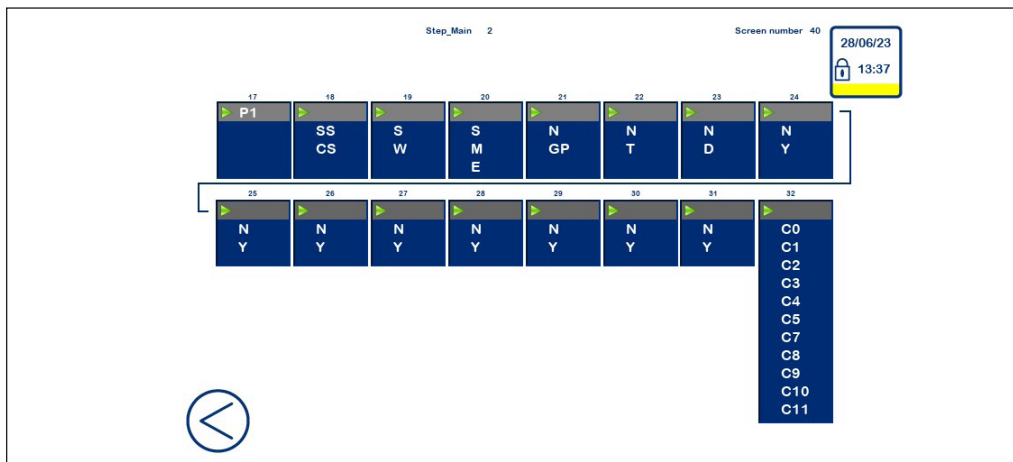 Step_Main 2
Screen number 40
28/06/23
13:37
17 18 19 20 21 22 23 24
P1
SS S S N N N N
CS W M GP T D Y
E
25 26 27 28 29 30 31 32
N N N N N N N C0
Y Y Y Y Y Y Y C1
C2
C3
C4
C5
C7
C8
C9
C10
C11